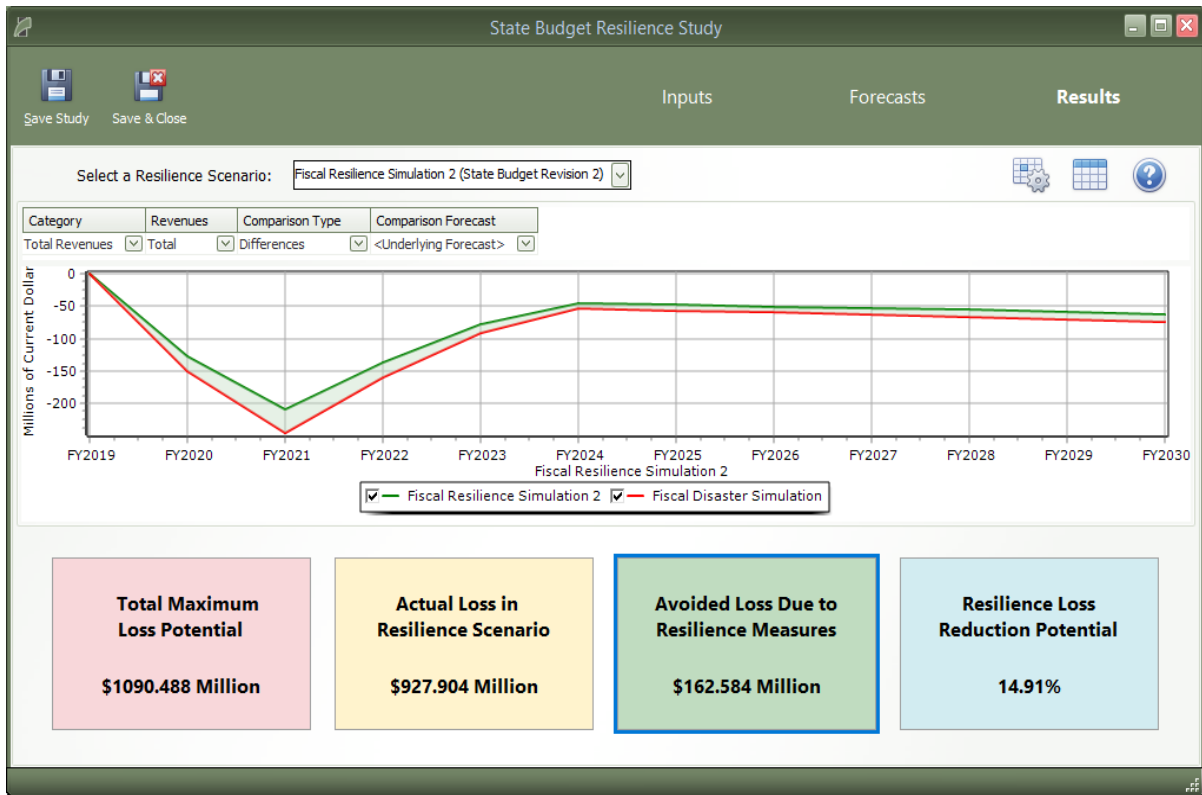 State Budget Resilience Study
Save Study
Save & Close
Inputs
Forecasts
Results
Select a Resilience Scenario:
Fiscal Resilience Simulation 2 (State Budget Revision 2)
Category Revenues Comparison Type Comparison Forecast
Total Revenues Total Differences <Underlying Forecast>
Millions of Current Dollar
0
-50
-100
-150
-200
FY2019 FY2020 FY2021 FY2022 FY2023 FY2024 FY2025 FY2026 FY2027 FY2028 FY2029 FY2030
Fiscal Resilience Simulation 2
Fiscal Resilience Simulation 2 Fiscal Disaster Simulation
Total Maximum
Loss Potential
$1090.488 Million
Actual Loss in
Resilience Scenario
$927.904 Million
Avoided Loss Due to
Resilience Measures
$162.584 Million
Resilience Loss
Reduction Potential
14.91%